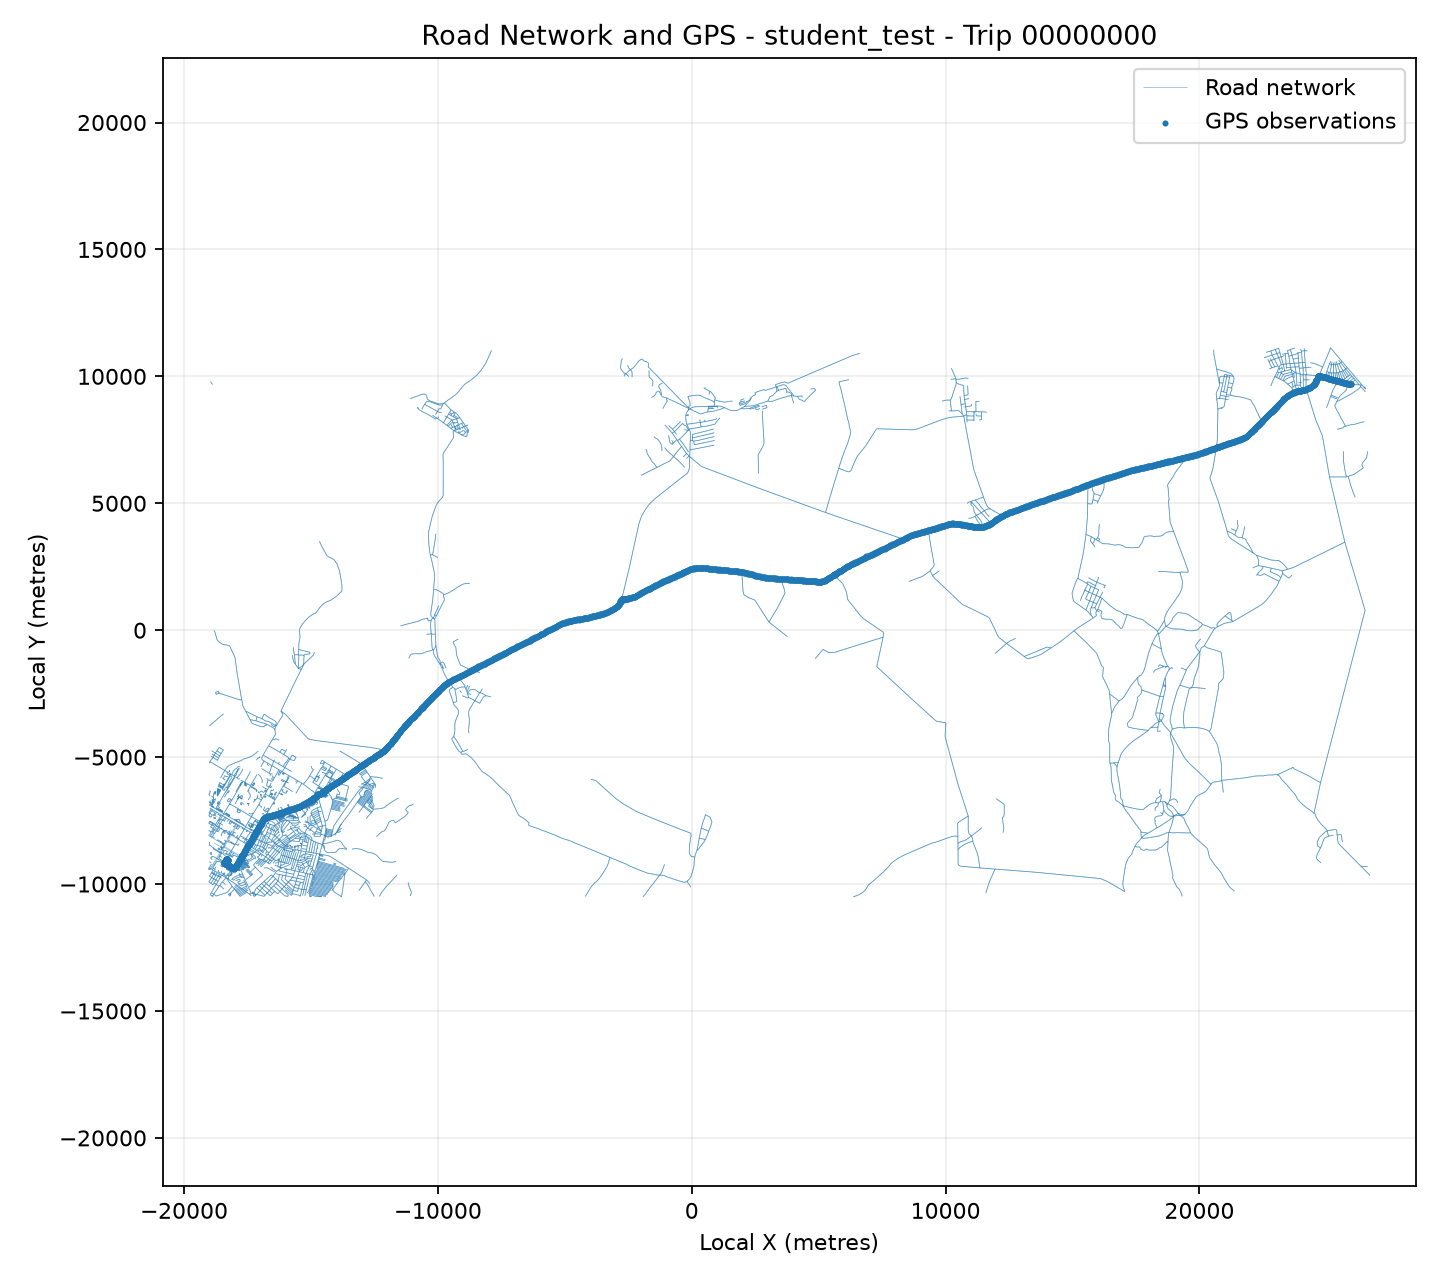 Road Network and GPS - student_test - Trip 00000000
Road network
GPS observations
20000
15000
10000
5000
0
−5000
−10000
−15000
−20000
Local Y (metres)
−20000
−10000
0
10000
20000
Local X (metres)